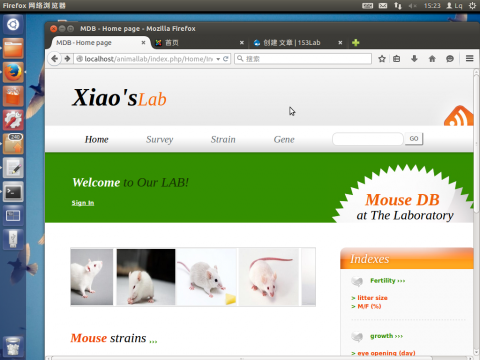 Firefox 网络浏览器
15:23
Lq
MDB - Home page - Mozilla Firefox
MDB - Home page
首页
创建 文章 | 153Lab
localhost/animallab/index.php/Home/In
搜索
Xiao'sLab
Home
Survey
Strain
Gene
GO
Welcome to Our LAB!
Sign In
Mouse DB
at The Laboratory
Indexes
Fertility ›››
> litter size
> M/F (%)
growth ›››
> eye opening (day)
Mouse strains ...